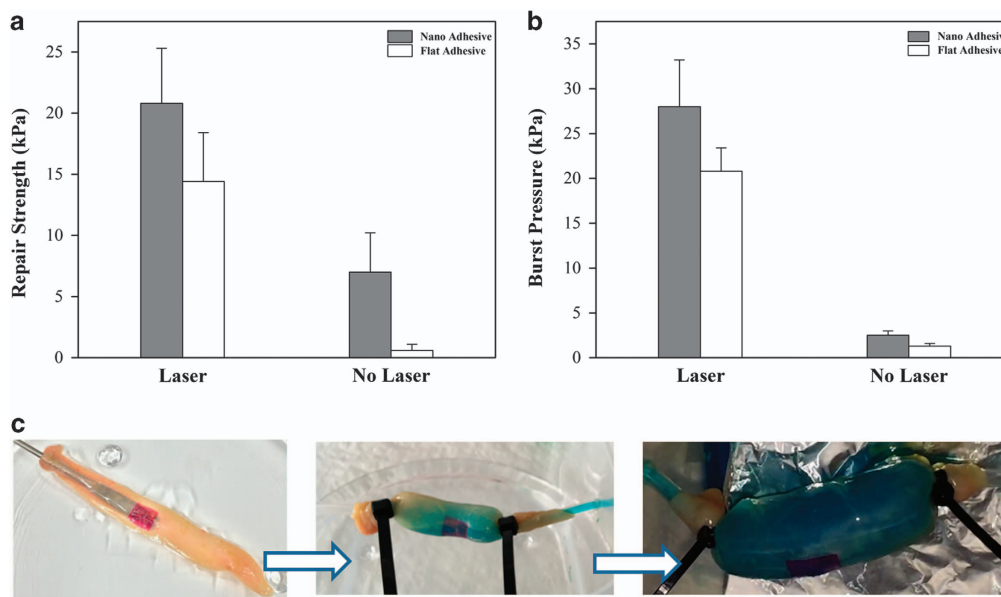 a
Nano Adhesive
Flat Adhesive
25
20
15
10
5
0
Repair Strength (kPa)
Laser
No Laser
b
Nano Adhesive
Flat Adhesive
35
30
25
20
15
10
5
0
Burst Pressure (kPa)
Laser
No Laser
c